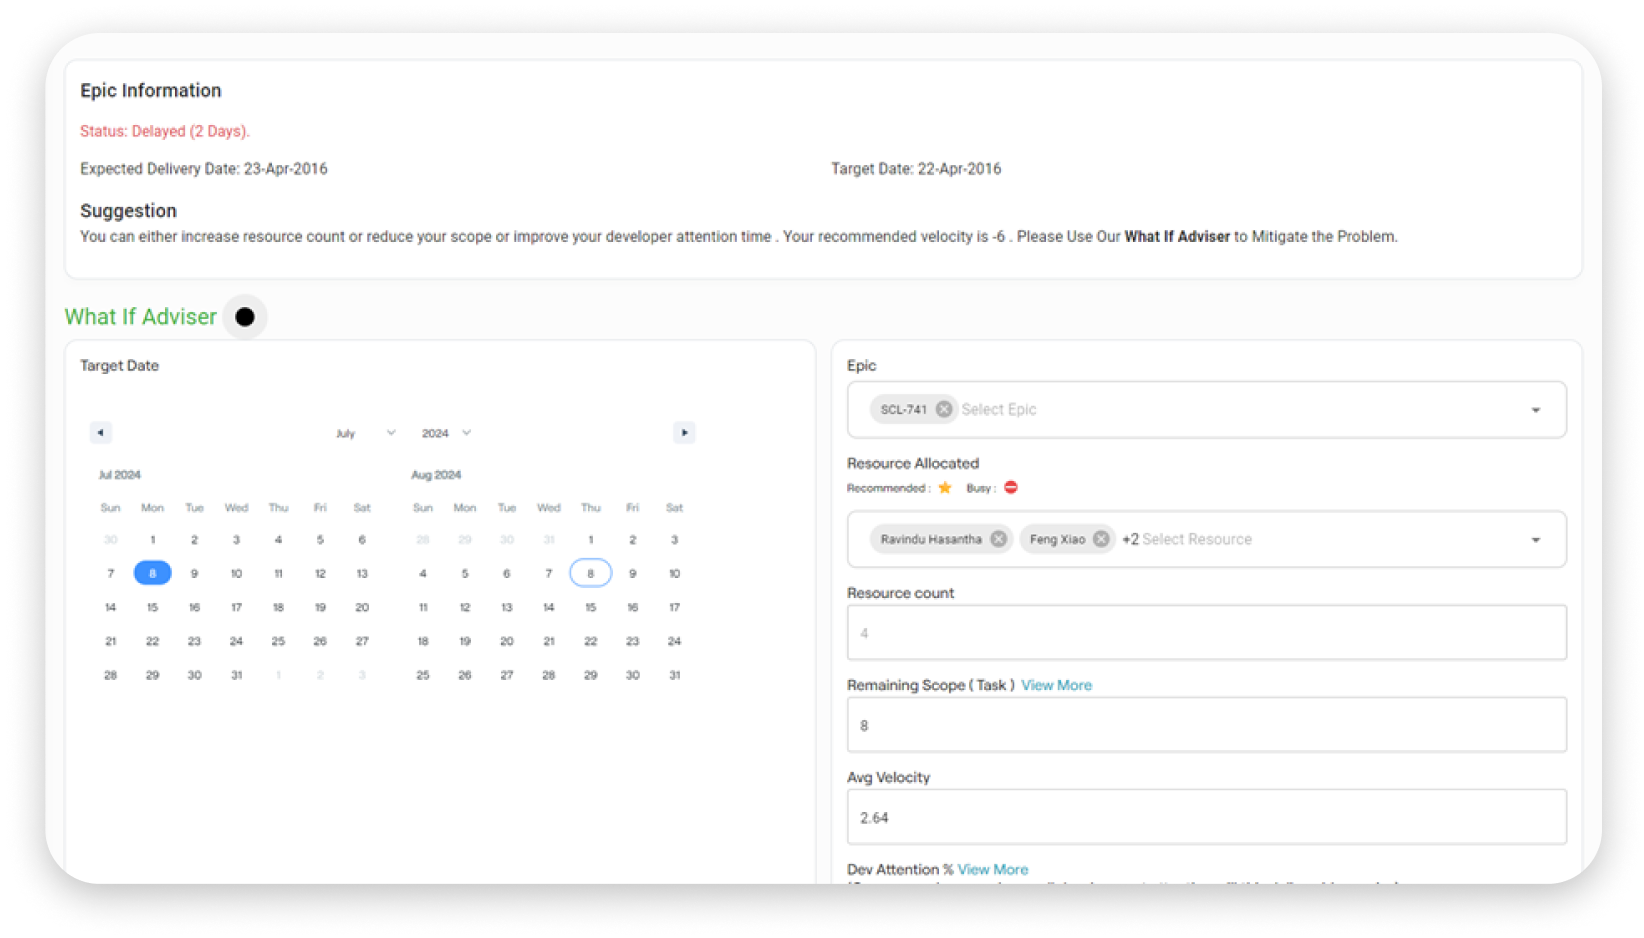 Epic Information
Status: Delayed (2 Days).
Expected Delivery Date: 23-Apr-2016
Target Date: 22-Apr-2016
Suggestion
You can either increase resource count or reduce your scope or improve your developer attention time . Your recommended velocity is -6 . Please Use Our What If Adviser to Mitigate the Problem.
What If Adviser
Target Date
July 2024
Jul 2024
Sun Mon Tue Wed Thu Fri Sat
30 1 2 3 4 5 6
7 8 9 10 11 12 13
14 15 16 17 18 19 20
21 22 23 24 25 26 27
28 29 30 31 1 2 3
Aug 2024
Sun Mon Tue Wed Thu Fri Sat
28 29 30 31 1 2 3
4 5 6 7 8 9 10
11 12 13 14 15 16 17
18 19 20 21 22 23 24
25 26 27 28 29 30 31
Epic
SCL-741 Select Epic
Resource Allocated
Recommended : Busy :
Ravindu Hasantha Feng Xiao +2 Select Resource
Resource count
4
Remaining Scope ( Task ) View More
8
Avg Velocity
2.64
Dev Attention % View More